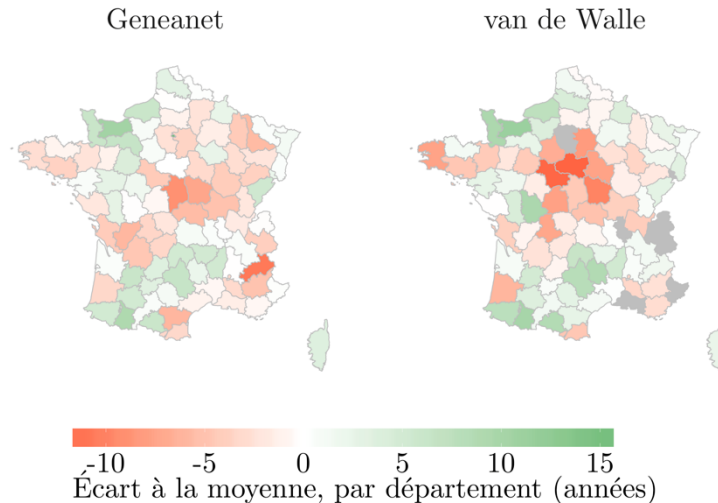 Geneanet van de Walle
-10 -5 0 5 10 15
Écart à la moyenne, par département (années)